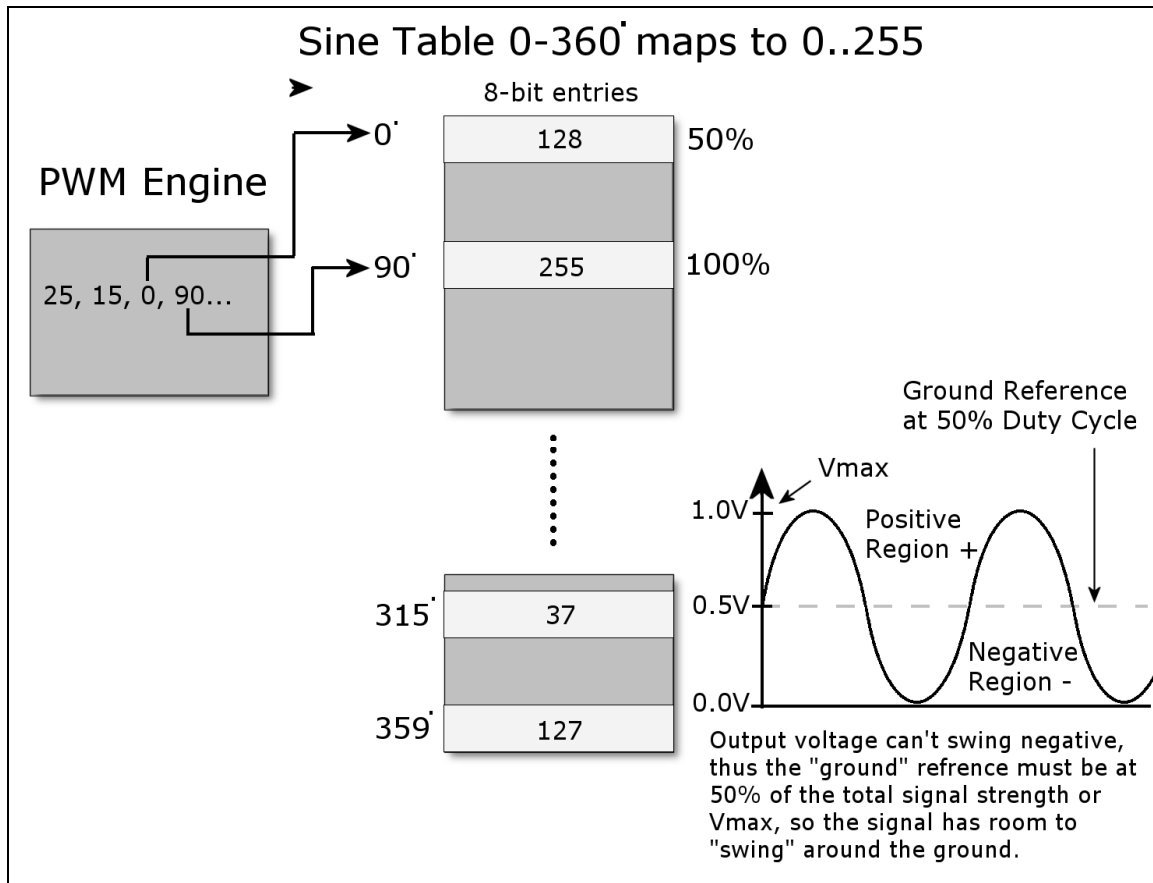 Sine Table 0-360˙ maps to 0..255
8-bit entries
0˙
128
50%
PWM Engine
90˙
255
100%
25, 15, 0, 90...
Ground Reference
at 50% Duty Cycle
Vmax
1.0V
Positive
Region +
0.5V
315˙
37
Negative
Region -
0.0V
359˙
127
Output voltage can't swing negative,
thus the "ground" refrence must be at
50% of the total signal strength or
Vmax, so the signal has room to
"swing" around the ground.